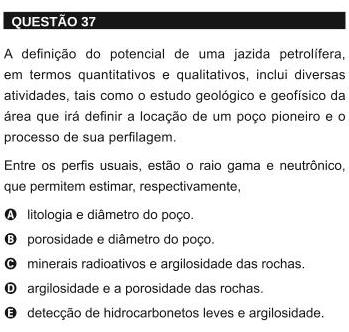 QUESTÃO 37
A definição do potencial de uma jazida petrolífera,
em termos quantitativos e qualitativos, inclui diversas
atividades, tais como o estudo geológico e geofísico da
área que irá definir a locação de um poço pioneiro e o
processo de sua perfilagem.
Entre os perfis usuais, estão o raio gama e neutrônico,
que permitem estimar, respectivamente,
A litologia e diâmetro do poço.
B porosidade e diâmetro do poço.
C minerais radioativos e argilosidade das rochas.
D argilosidade e a porosidade das rochas.
E detecção de hidrocarbonetos leves e argilosidade.